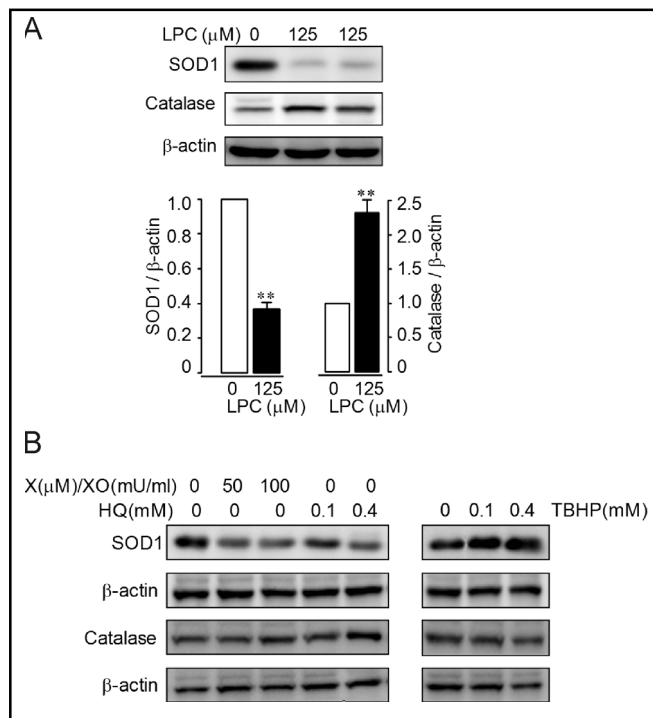 A
LPC (μM) 0 125 125
SOD1
Catalase
β-actin
SOD1 / β-actin
1.0
0.8
0.6
0.4
0.2
0
**
0 125
LPC (μM)
**
2.5
2.0
1.5
1.0
0.5
0
Catalase / β-actin
0 125
LPC (μM)
B
X(μM)/XO(mU/ml) 0 50 100 0 0
HQ(mM) 0 0 0 0.1 0.4 0 0.1 0.4 TBHP(mM)
SOD1
β-actin
Catalase
β-actin